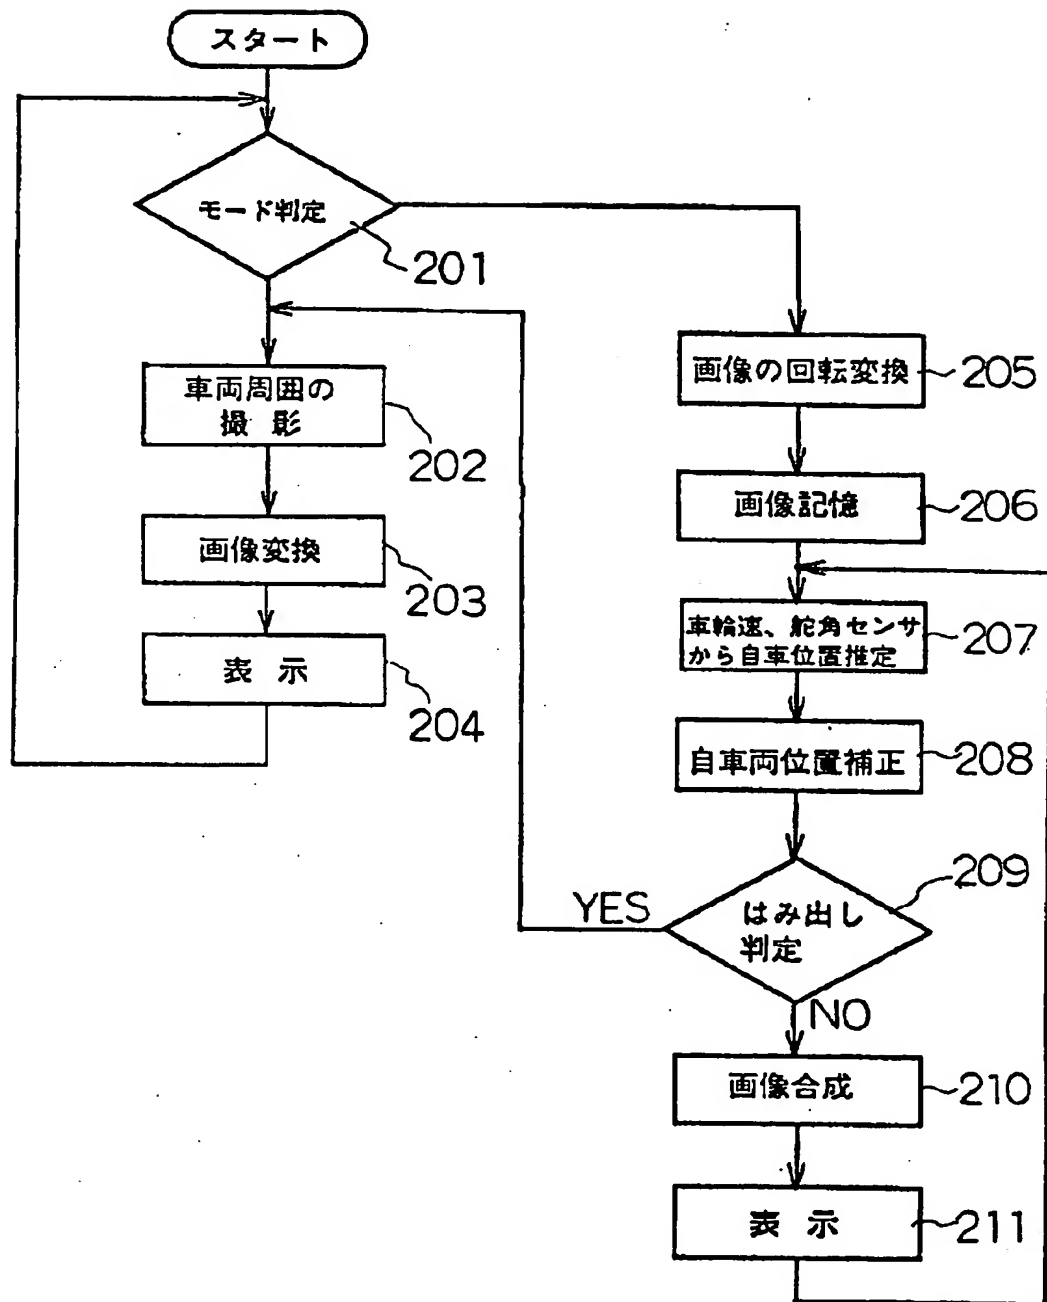 スタート
モード判定
201
車両周囲の
撮影
202
画像変換
203
表示
204
画像の回転変換
205
画像記憶
206
車輪速、舵角センサ
から自車位置推定
207
自車両位置補正
208
はみ出し
判定
209
YES
NO
画像合成
210
表示
211